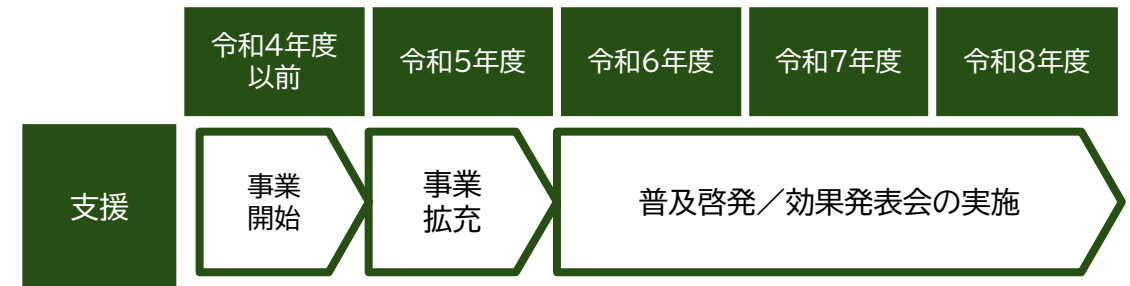 令和4年度
以前
令和5年度
令和6年度
令和7年度
令和8年度
支援
事業
開始
事業
拡充
普及啓発／効果発表会の実施